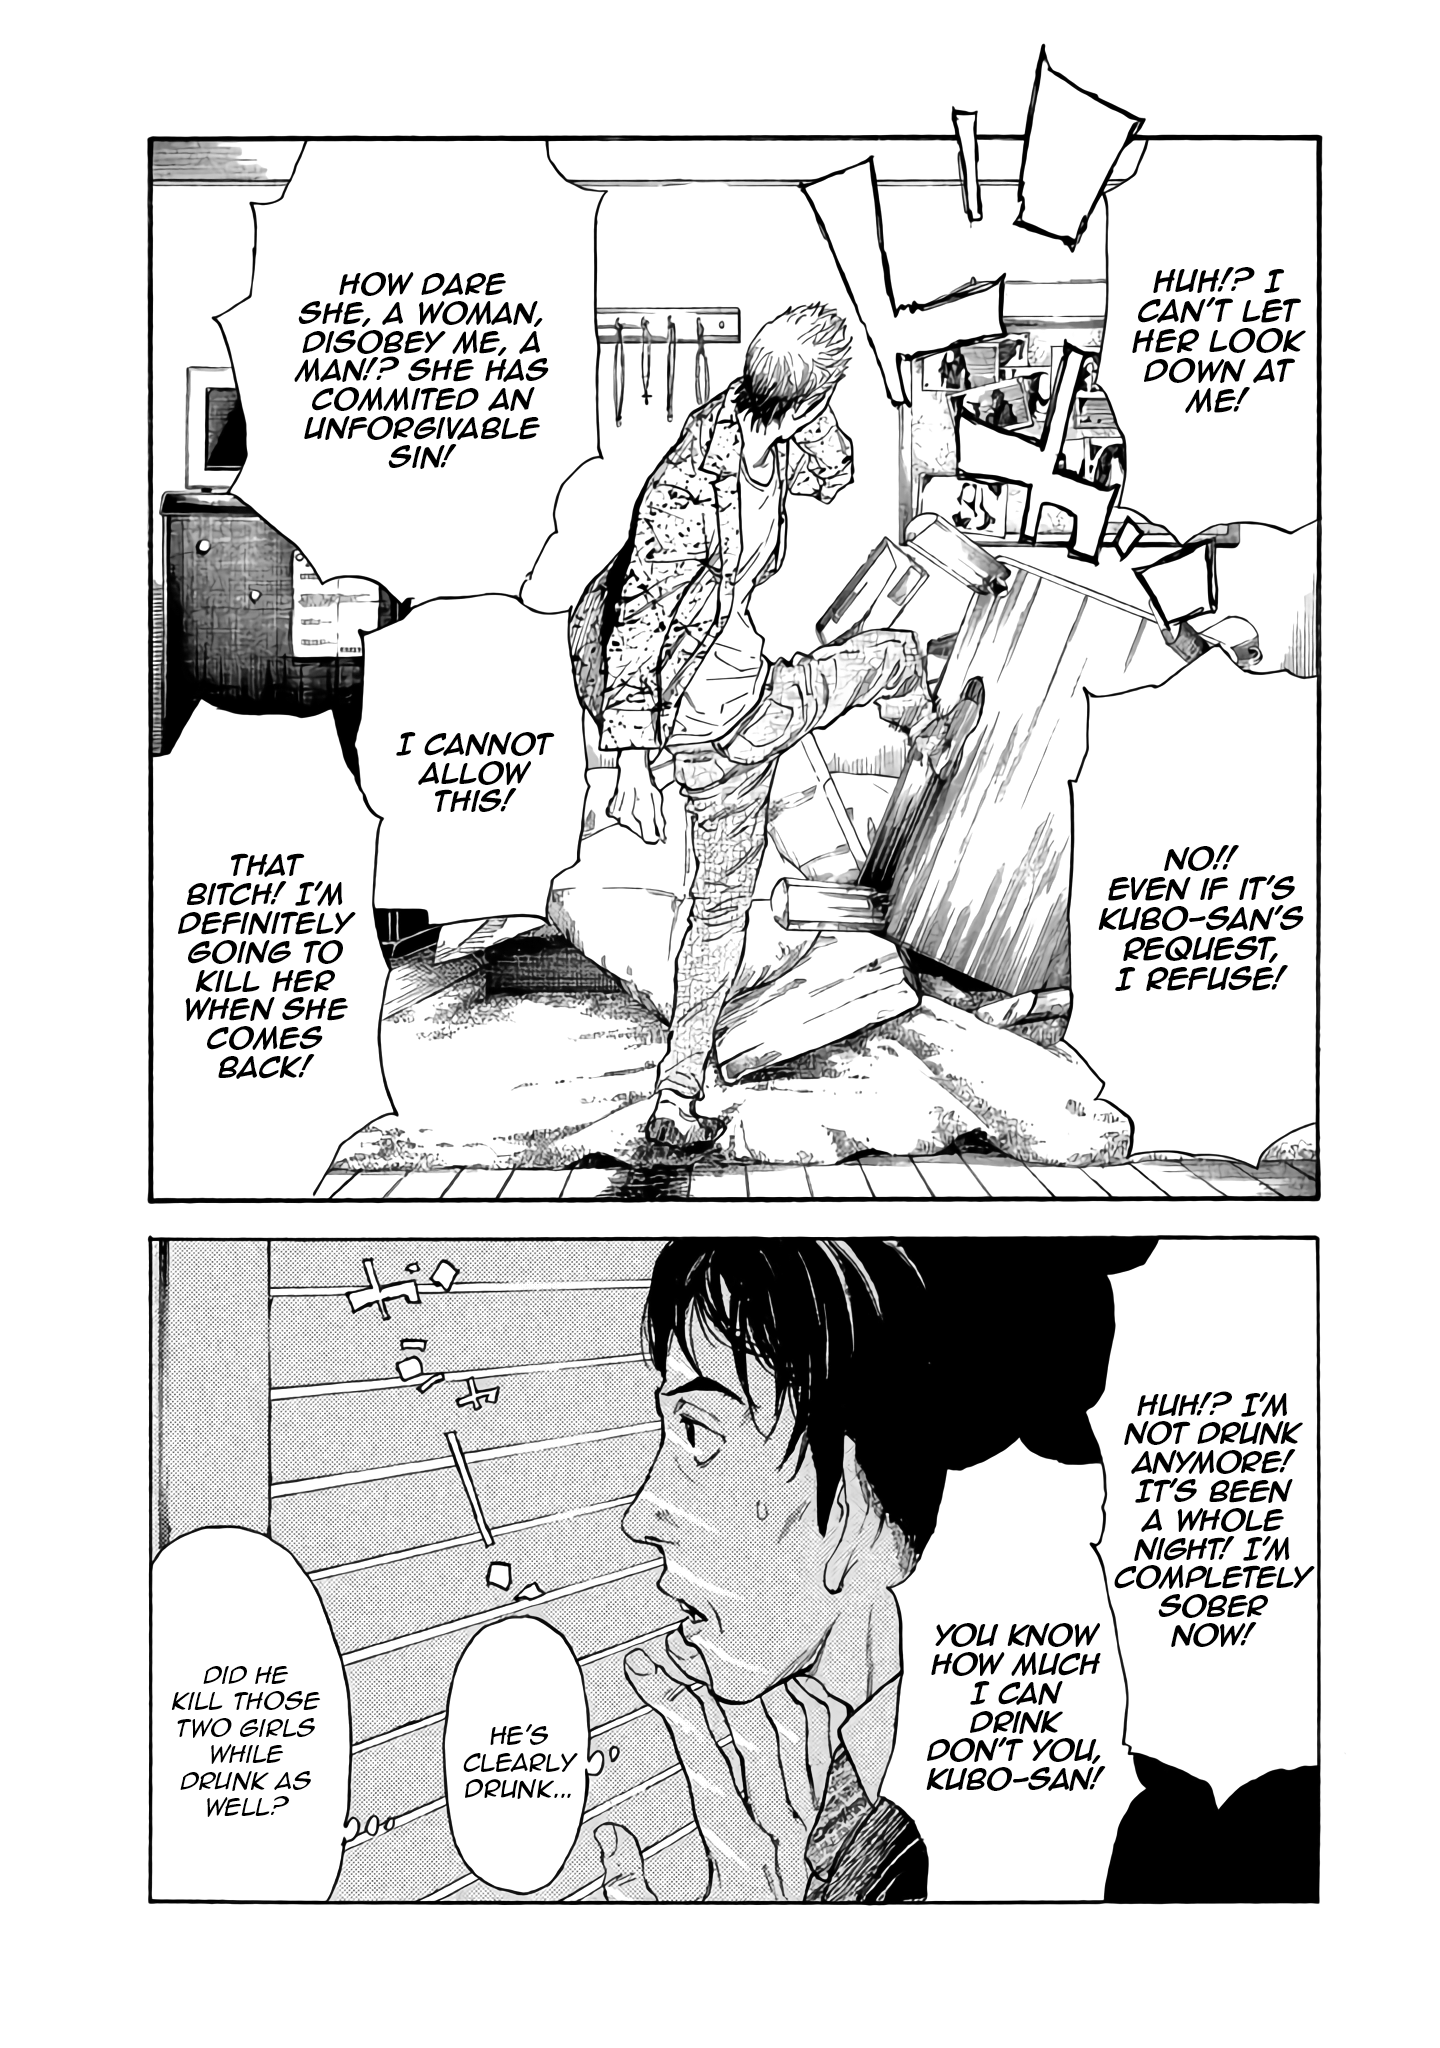 HUH!? I
CAN'T LET
HER LOOK
DOWN AT
ME!
NO!!
EVEN IF IT'S
KUBO-SAN'S
REQUEST,
I REFUSE!
HOW DARE
SHE, A WOMAN,
DISOBEY ME, A
MAN!? SHE HAS
COMMITED AN
UNFORGIVABLE
SIN!
I CANNOT
ALLOW
THIS!
THAT
BITCH! I'M
DEFINITELY
GOING TO
KILL HER
WHEN SHE
COMES
BACK!
HUH!? I'M
NOT DRUNK
ANYMORE!
IT'S BEEN
A WHOLE
NIGHT! I'M
COMPLETELY
SOBER
NOW!
YOU KNOW
HOW MUCH
I CAN
DRINK
DON'T YOU,
KUBO-SAN!
HE'S
CLEARLY
DRUNK...
DID HE
KILL THOSE
TWO GIRLS
WHILE
DRUNK AS
WELL?